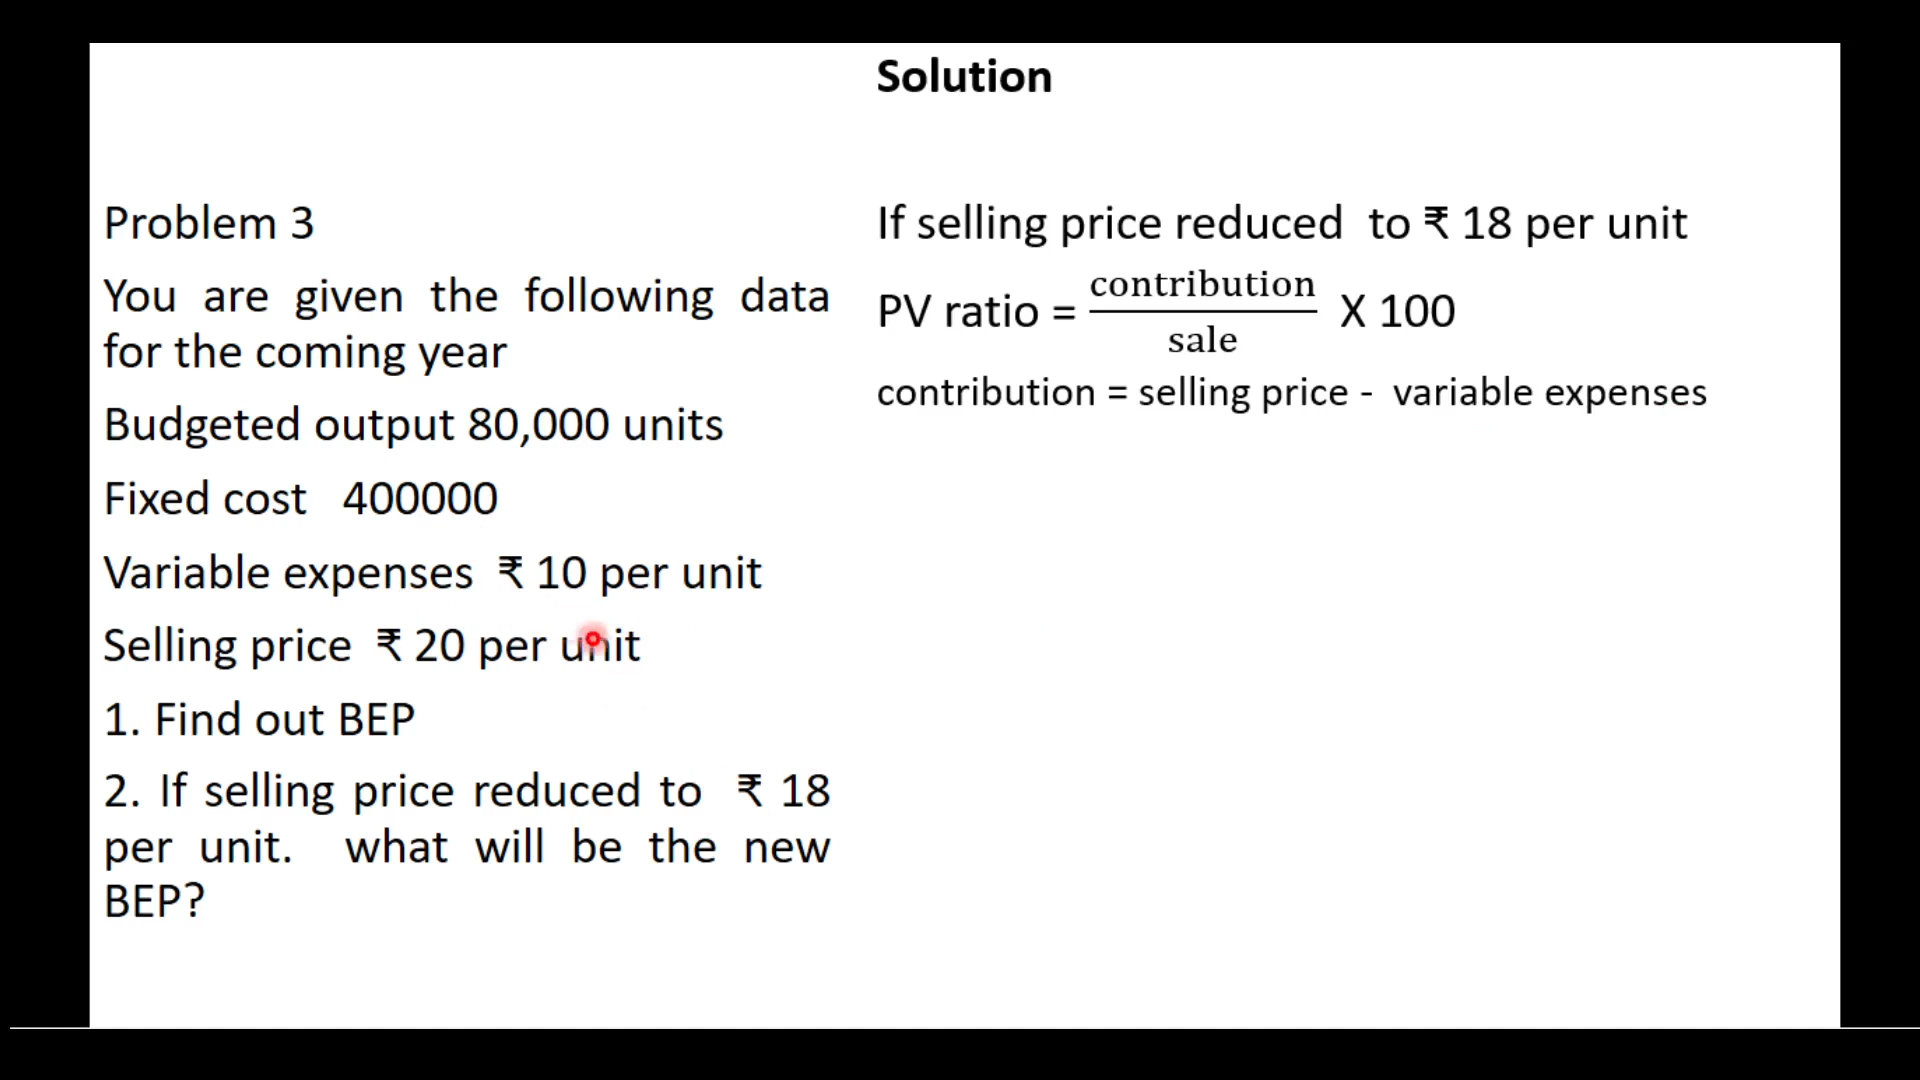 Solution
Problem 3
You are given the following data
for the coming year
Budgeted output 80,000 units
Fixed cost 400000
Variable expenses ₹ 10 per unit
Selling price ₹ 20 per unit
1. Find out BEP
2. If selling price reduced to ₹ 18
per unit. what will be the new
BEP?
If selling price reduced to ₹ 18 per unit
PV ratio = contribution/sale X 100
contribution = selling price - variable expenses